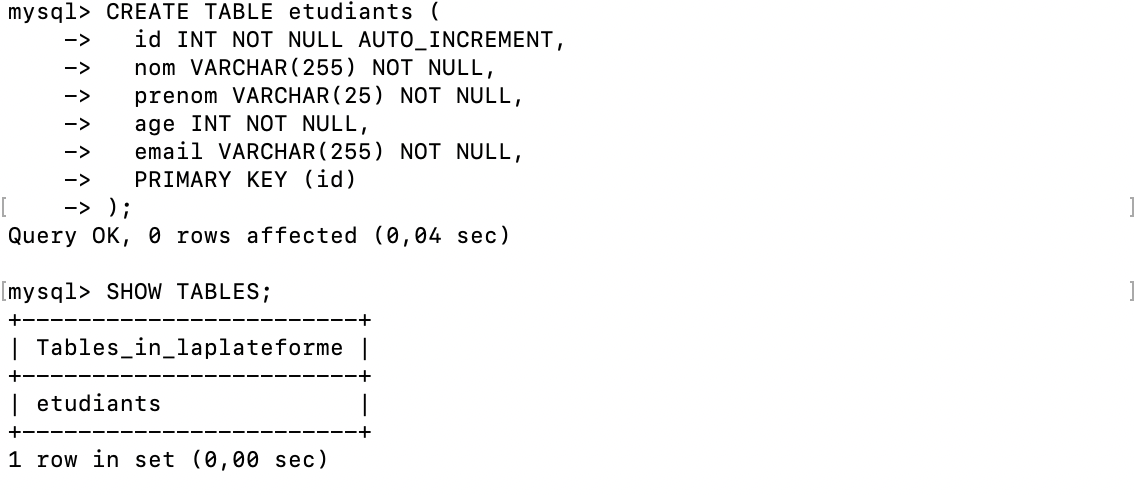 mysql> CREATE TABLE etudiants (
    ->   id INT NOT NULL AUTO_INCREMENT,
    ->   nom VARCHAR(255) NOT NULL,
    ->   prenom VARCHAR(25) NOT NULL,
    ->   age INT NOT NULL,
    ->   email VARCHAR(255) NOT NULL,
    ->   PRIMARY KEY (id)
[    -> ); ]
Query OK, 0 rows affected (0,04 sec)

[mysql> SHOW TABLES; ]
+------------------------+
| Tables_in_laplateforme |
+------------------------+
| etudiants              |
+------------------------+
1 row in set (0,00 sec)